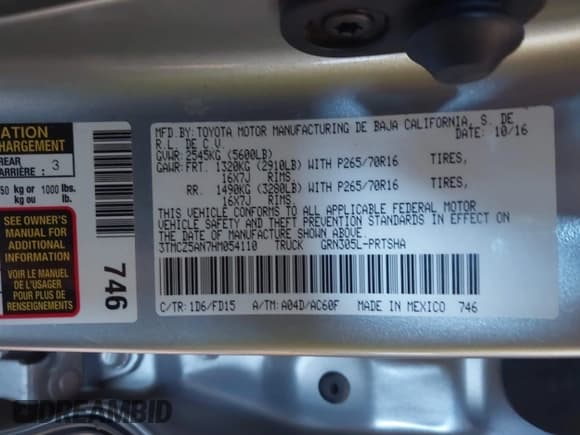 ATION
CHARGEMENT
REAR
ARRIÈRE 3
50 kg or 1000 lbs.
SEE OWNER'S
MANUAL FOR
ADDITIONAL
INFORMATION
VOIR LE MANUEL
DE L'USAGER
POUR PLUS DE
RENSEIGNEMENTS
746
MFD.BY: TOYOTA MOTOR MANUFACTURING DE BAJA CALIFORNIA, S. DE
R.L. DE C.V. DATE: 10/16
GVWR: 2545KG (5600LB)
GAWR: FRT. 1320KG (2910LB) WITH P265/70R16 TIRES,
16X7J RIMS
RR. 1490KG (3280LB) WITH P265/70R16 TIRES,
16X7J RIMS
THIS VEHICLE CONFORMS TO ALL APPLICABLE FEDERAL MOTOR
VEHICLE SAFETY AND THEFT PREVENTION STANDARDS IN EFFECT ON
THE DATE OF MANUFACTURE SHOWN ABOVE.
3TMCZ5AN7HM054110 TRUCK GRN305L-PRTSHA
C/TR: 1D6/FD15 A/TM: A04D/AC60F MADE IN MEXICO 746
DREAMBID